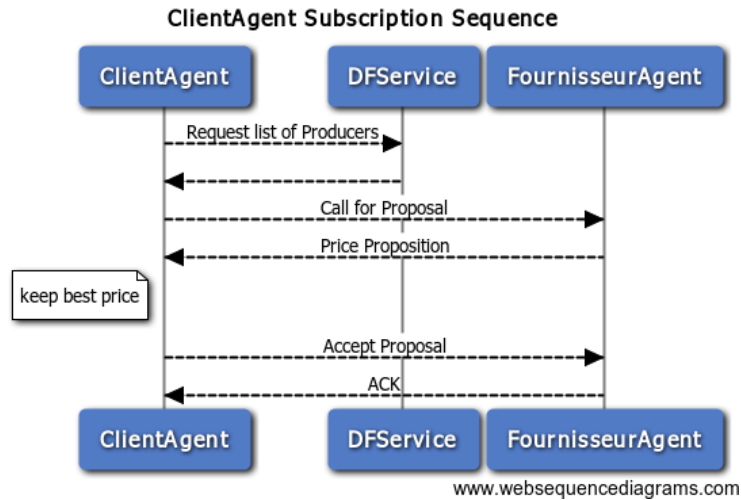 ClientAgent Subscription Sequence
ClientAgent DFService FournisseurAgent
Request list of Producers
Call for Proposal
Price Proposition
keep best price
Accept Proposal
ACK
ClientAgent DFService FournisseurAgent
www.websequencediagrams.com